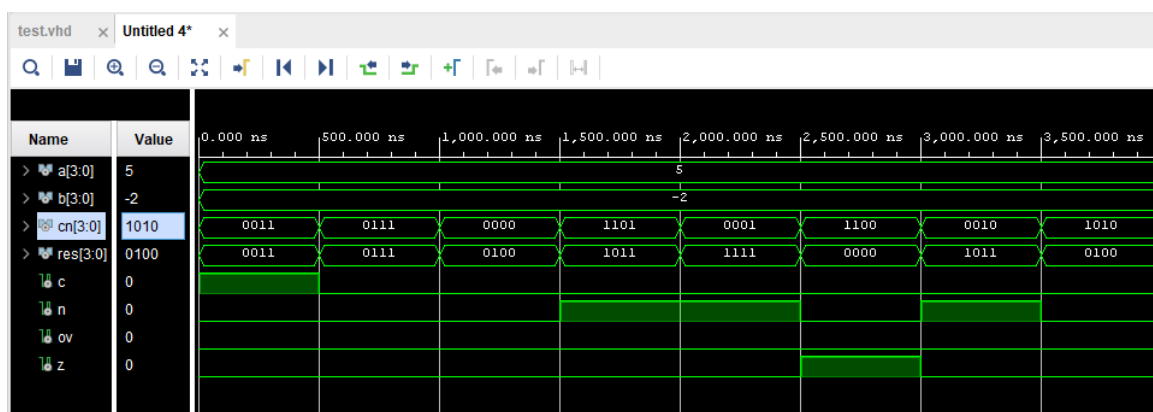 test.vhd × Untitled 4* ×
Name Value 0.000 ns 500.000 ns 1,000.000 ns 1,500.000 ns 2,000.000 ns 2,500.000 ns 3,000.000 ns 3,500.000 ns
> a[3:0] 5 5
> b[3:0] -2 -2
> cn[3:0] 1010 0011 0111 0000 1101 0001 1100 0010 1010
> res[3:0] 0100 0011 0111 0100 1011 1111 0000 1011 0100
c 0
n 0
ov 0
z 0